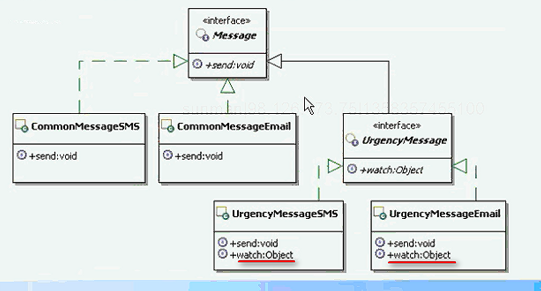 «interface»
Message
+send:void
CommonMessageSMS
+send:void
CommonMessageEmail
+send:void
«interface»
UrgencyMessage
+watch:Object
UrgencyMessageSMS
+send:void
+watch:Object
UrgencyMessageEmail
+send:void
+watch:Object